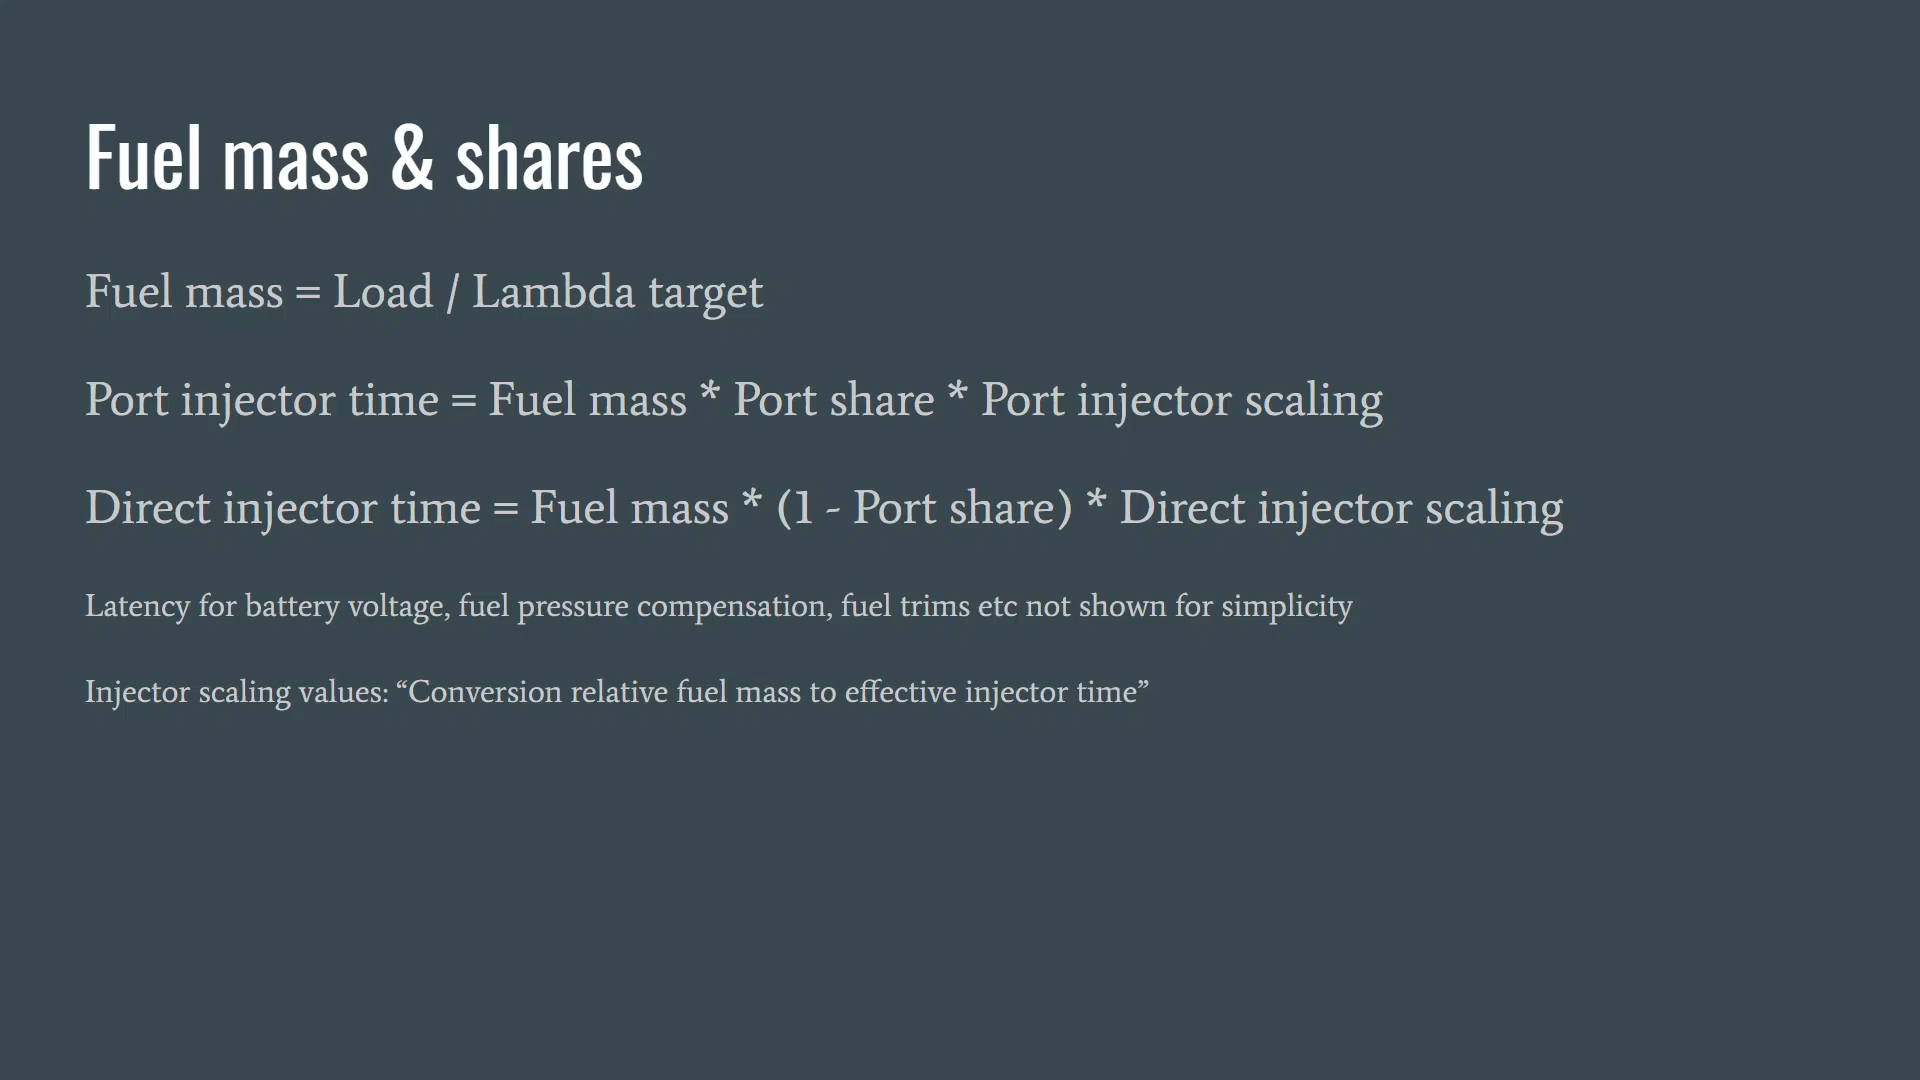 Fuel mass & shares
Fuel mass = Load / Lambda target
Port injector time = Fuel mass * Port share * Port injector scaling
Direct injector time = Fuel mass * (1 - Port share) * Direct injector scaling
Latency for battery voltage, fuel pressure compensation, fuel trims etc not shown for simplicity
Injector scaling values: “Conversion relative fuel mass to effective injector time”